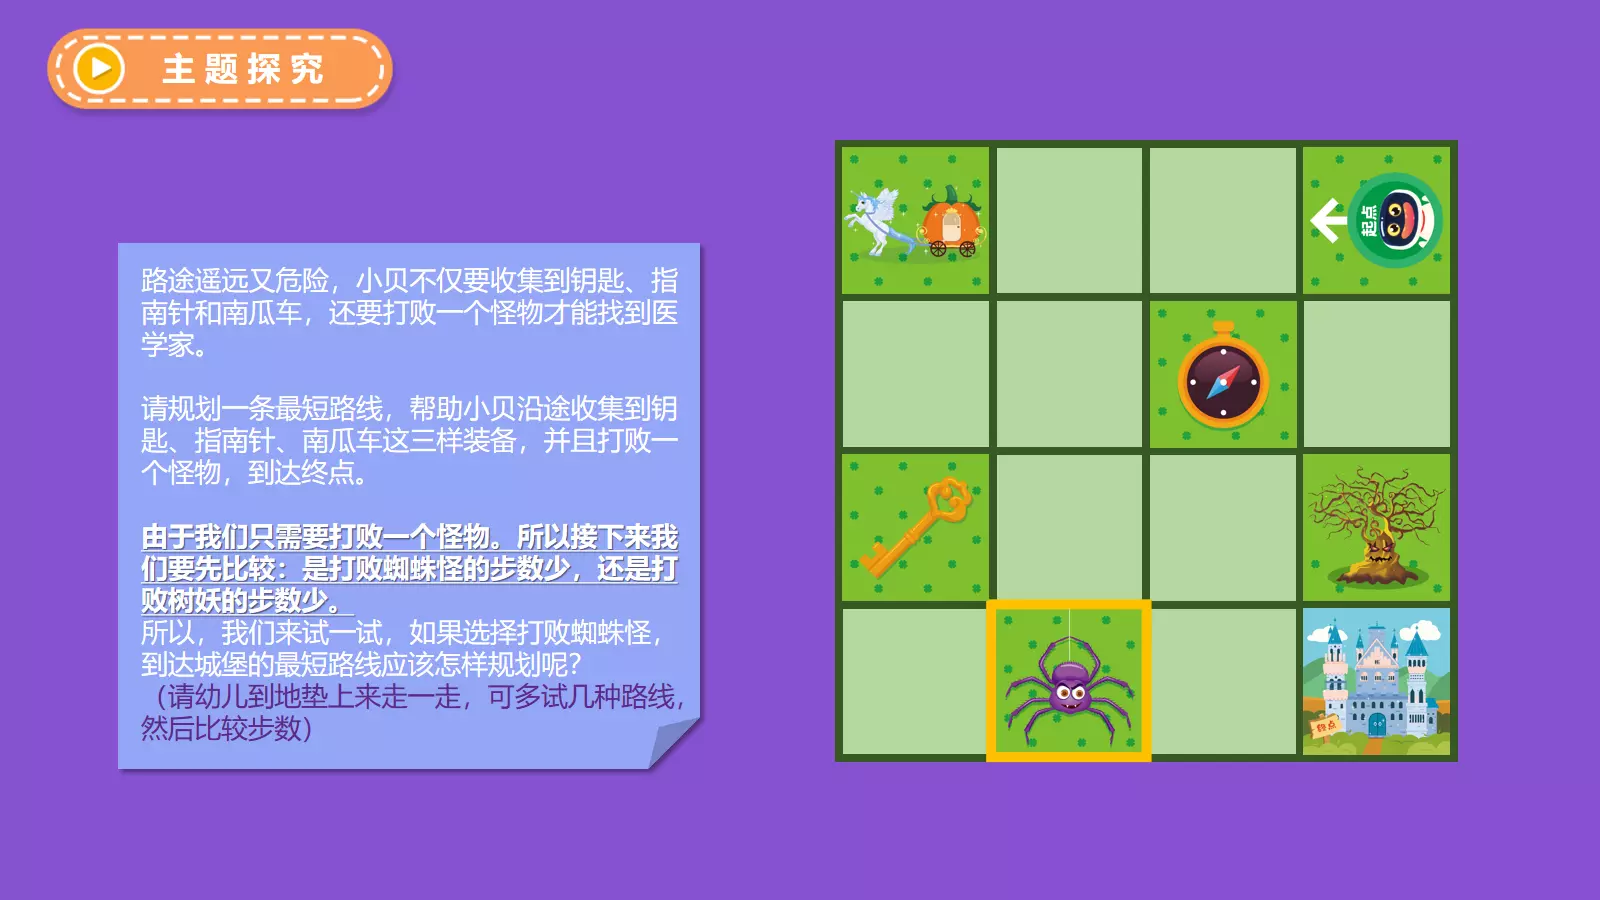 主题探究
路途遥远又危险，小贝不仅要收集到钥匙、指
南针和南瓜车，还要打败一个怪物才能找到医
学家。
请规划一条最短路线，帮助小贝沿途收集到钥
匙、指南针、南瓜车这三样装备，并且打败一
个怪物，到达终点。
由于我们只需要打败一个怪物。所以接下来我
们要先比较：是打败蜘蛛怪的步数少，还是打
败树妖的步数少。
所以，我们来试一试，如果选择打败蜘蛛怪，
到达城堡的最短路线应该怎样规划呢？
（请幼儿到地垫上来走一走，可多试几种路线，
然后比较步数）
起点
终点